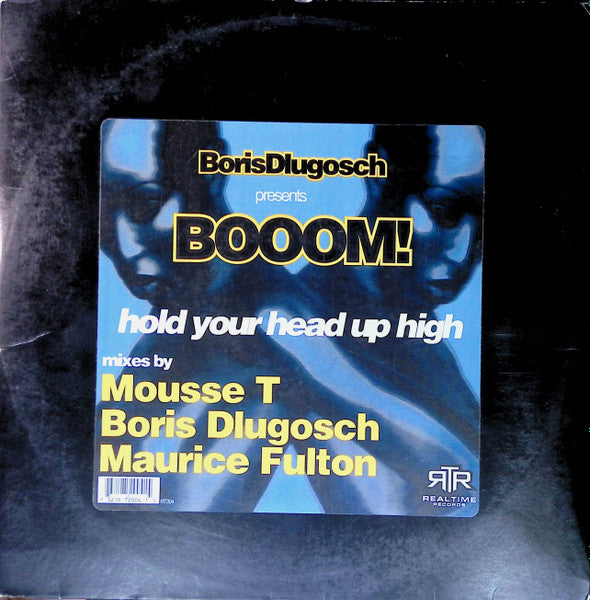 BorisDlugosch
presents
BOOOM!
hold your head up high
mixes by
Mousse T
Boris Dlugosch
Maurice Fulton
RTR
REALTIME
RECORDS